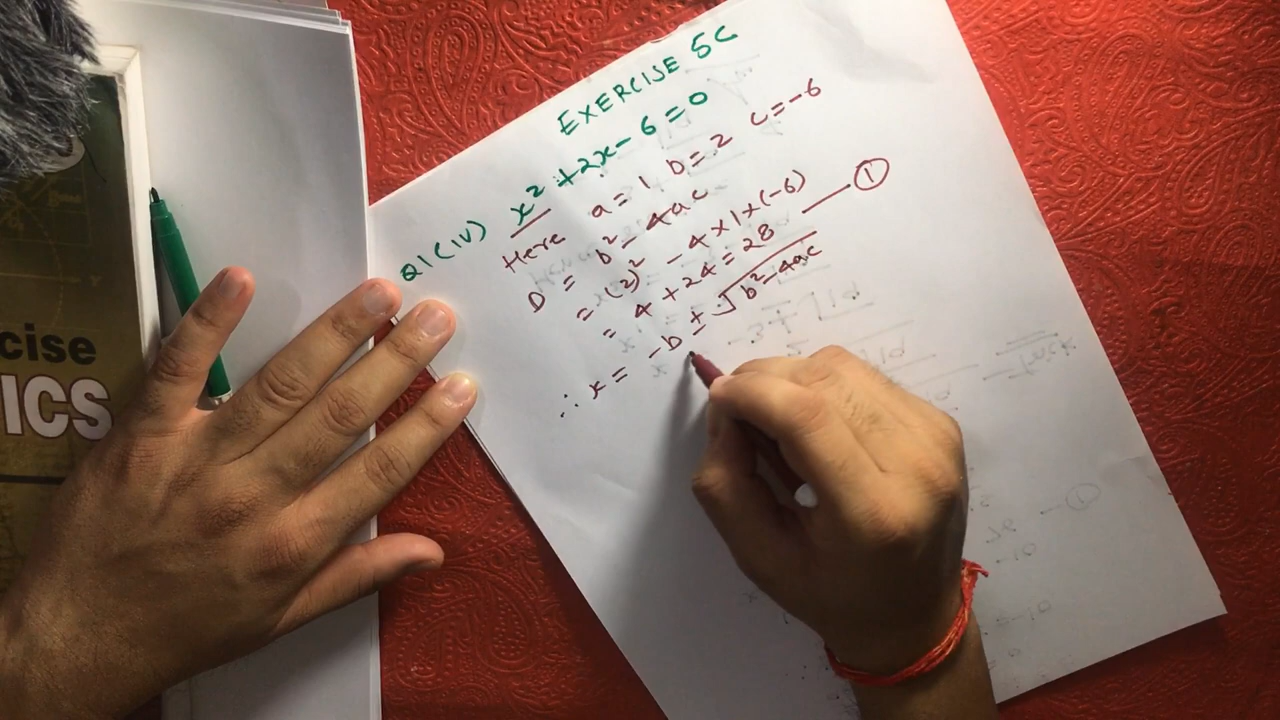 EXERCISE 5C
Q1(iv) x² + 2x - 6 = 0
Here a = 1 b = 2 c = -6
D = b² - 4ac
= (2)² - 4 × 1 × (-6)
= 4 + 24 = 28 — ①
∴ x = -b ± √b² - 4ac
cise
ICS